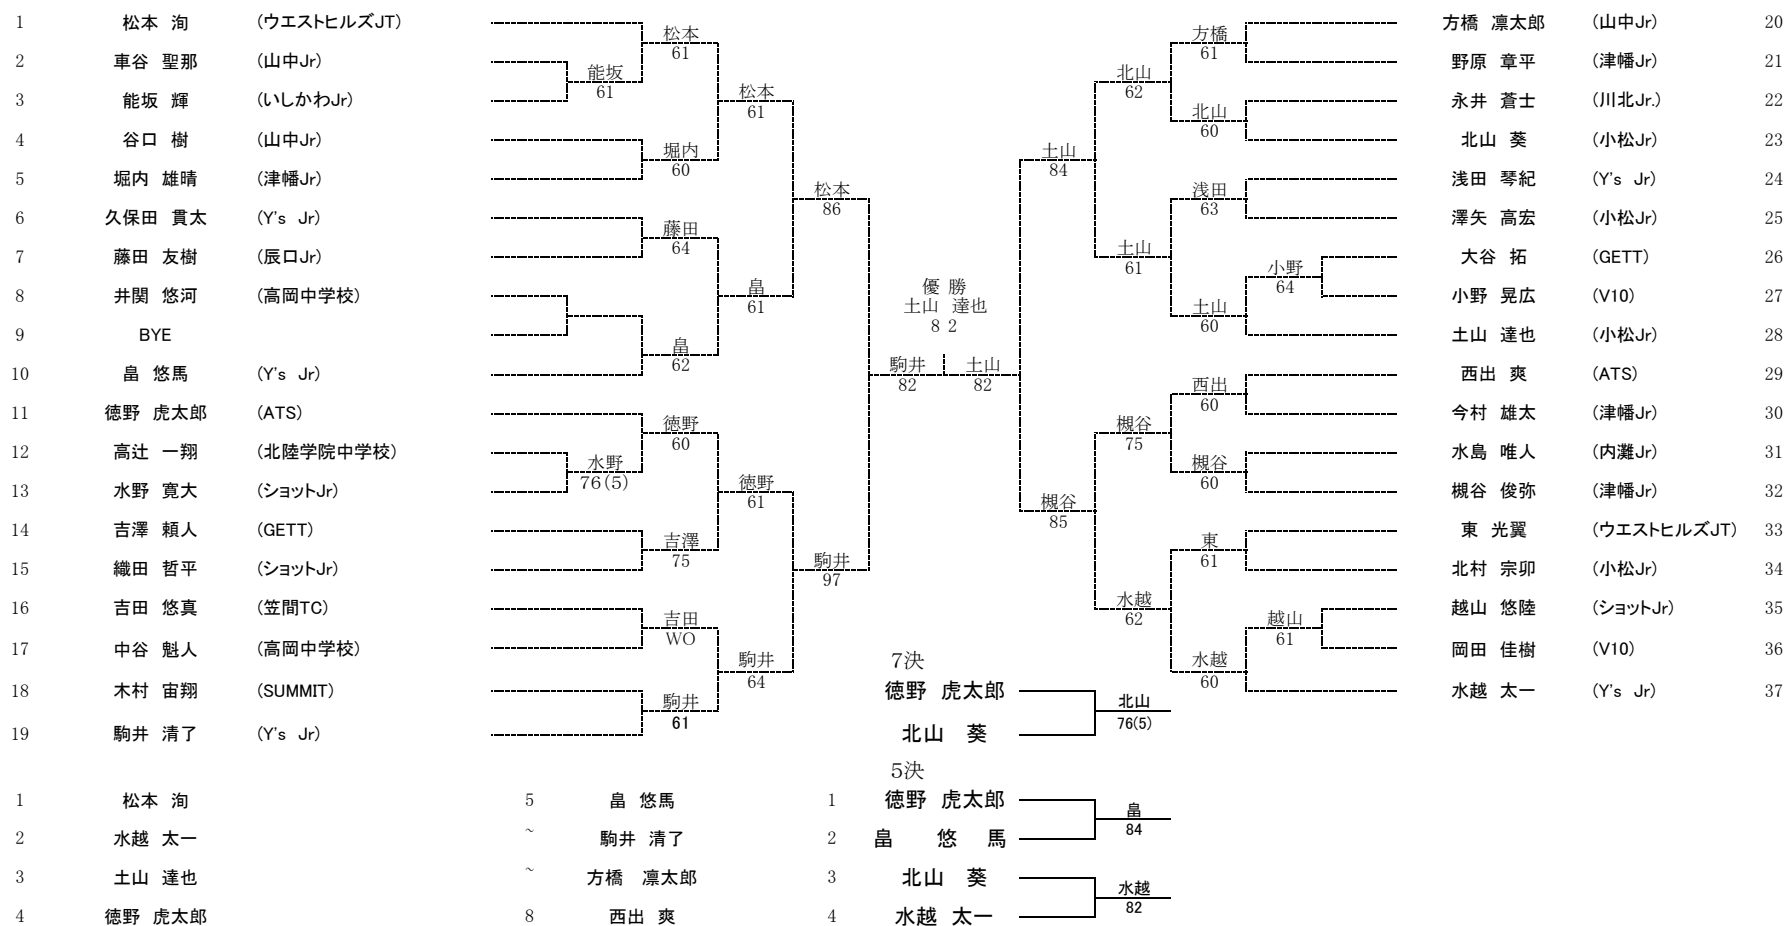 1 松本 洵 (ウエストヒルズJT)
2 車谷 聖那 (山中Jr)
3 能坂 輝 (いしかわJr)
4 谷口 樹 (山中Jr)
5 堀内 雄晴 (津幡Jr)
6 久保田 貫太 (Y's Jr)
7 藤田 友樹 (辰口Jr)
8 井関 悠河 (高岡中学校)
9 BYE
10 畠 悠馬 (Y's Jr)
11 徳野 虎太郎 (ATS)
12 高辻 一翔 (北陸学院中学校)
13 水野 寛大 (ショットJr)
14 吉澤 頼人 (GETT)
15 織田 哲平 (ショットJr)
16 吉田 悠真 (笠間TC)
17 中谷 魁人 (高岡中学校)
18 木村 宙翔 (SUMMIT)
19 駒井 清了 (Y's Jr)
能坂
61
水野
76(5)
松本
61
堀内
60
藤田
64
畠
62
徳野
60
吉澤
75
吉田
WO
駒井
61
松本
61
畠
61
徳野
61
駒井
64
松本
86
駒井
97
駒井
82
優 勝
土山 達也
8 2
土山
82
土山
84
槻谷
85
北山
62
土山
61
槻谷
75
水越
62
方橋
61
北山
60
浅田
63
土山
60
西出
60
槻谷
60
東
61
水越
60
小野
64
越山
61
方橋 凛太郎 (山中Jr) 20
野原 章平 (津幡Jr) 21
永井 蒼士 (川北Jr.) 22
北山 葵 (小松Jr) 23
浅田 琴紀 (Y's Jr) 24
澤矢 高宏 (小松Jr) 25
大谷 拓 (GETT) 26
小野 晃広 (V10) 27
土山 達也 (小松Jr) 28
西出 爽 (ATS) 29
今村 雄太 (津幡Jr) 30
水島 唯人 (内灘Jr) 31
槻谷 俊弥 (津幡Jr) 32
東 光翼 (ウエストヒルズJT) 33
北村 宗卯 (小松Jr) 34
越山 悠陸 (ショットJr) 35
岡田 佳樹 (V10) 36
水越 太一 (Y's Jr) 37
7決
徳野 虎太郎
北山 葵
北山
76(5)
5決
1 徳野 虎太郎
2 畠 悠 馬
畠
84
3 北山 葵
4 水越 太一
水越
82
1 松本 洵
2 水越 太一
3 土山 達也
4 徳野 虎太郎
5 畠 悠馬
~ 駒井 清了
~ 方橋 凛太郎
8 西出 爽